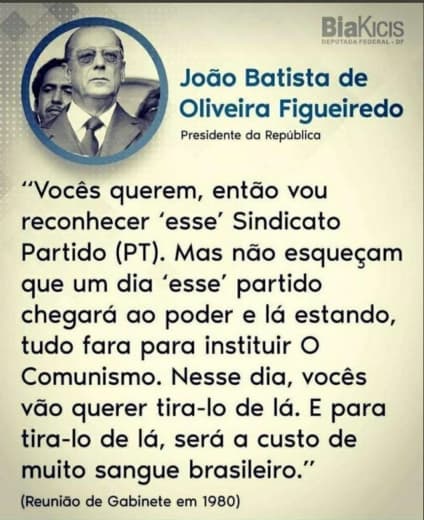 BiaKicis
DEPUTADA FEDERAL - DF
João Batista de
Oliveira Figueiredo
Presidente da República
“Vocês querem, então vou
reconhecer ‘esse’ Sindicato
Partido (PT). Mas não esqueçam
que um dia ‘esse’ partido
chegará ao poder e lá estando,
tudo fara para instituir O
Comunismo. Nesse dia, vocês
vão querer tira-lo de lá. E para
tira-lo de lá, será a custo de
muito sangue brasileiro.”
(Reunião de Gabinete em 1980)